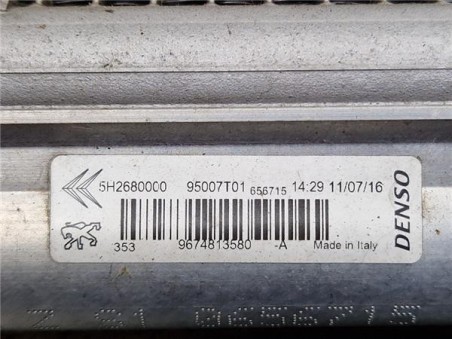 5H2680000 95007T01 656715 14:29 11/07/16
353 9674813580 -A Made in Italy
DENSO